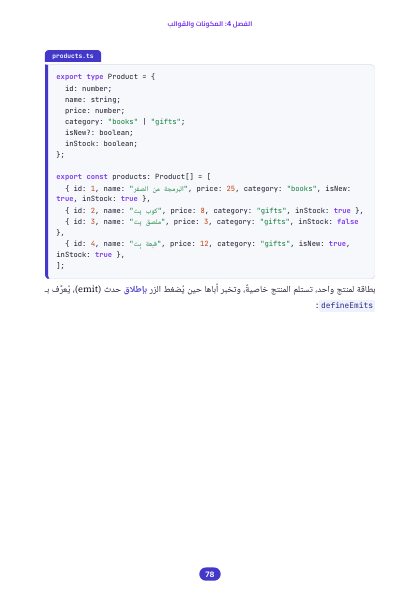 الفصل 4: المكونات والقوالب
products.ts
export type Product = {
id: number;
name: string;
price: number;
category: "books" | "gifts";
isNew?: boolean;
inStock: boolean;
};
export const products: Product[] = [
{ id: 1, name: "البرمجة من الصفر", price: 25, category: "books", isNew:
true, inStock: true },
{ id: 2, name: "كوب بِت", price: 8, category: "gifts", inStock: true },
{ id: 3, name: "ملصق بِت", price: 3, category: "gifts", inStock: false
},
{ id: 4, name: "قبعة بِت", price: 12, category: "gifts", isNew: true,
inStock: true },
];
بطاقة لمنتج واحد، تستلم المنتج خاصيةً، وتخبر أباها حين يُضغط الزر بإطلاق حدث (emit)، يُعرَّف بـ
defineEmits:
78